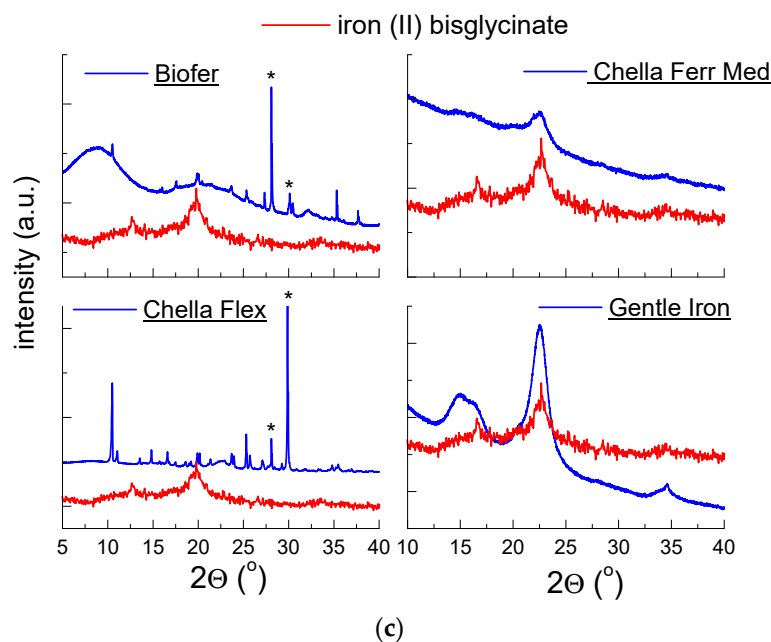 iron (II) bisglycinate
Biofer
*
*
Chella Ferr Med
intensity (a.u.)
Chella Flex
*
*
Gentle Iron
5 10 15 20 25 30 35 40
10 15 20 25 30 35 40
2Θ (°)
2Θ (°)
(c)